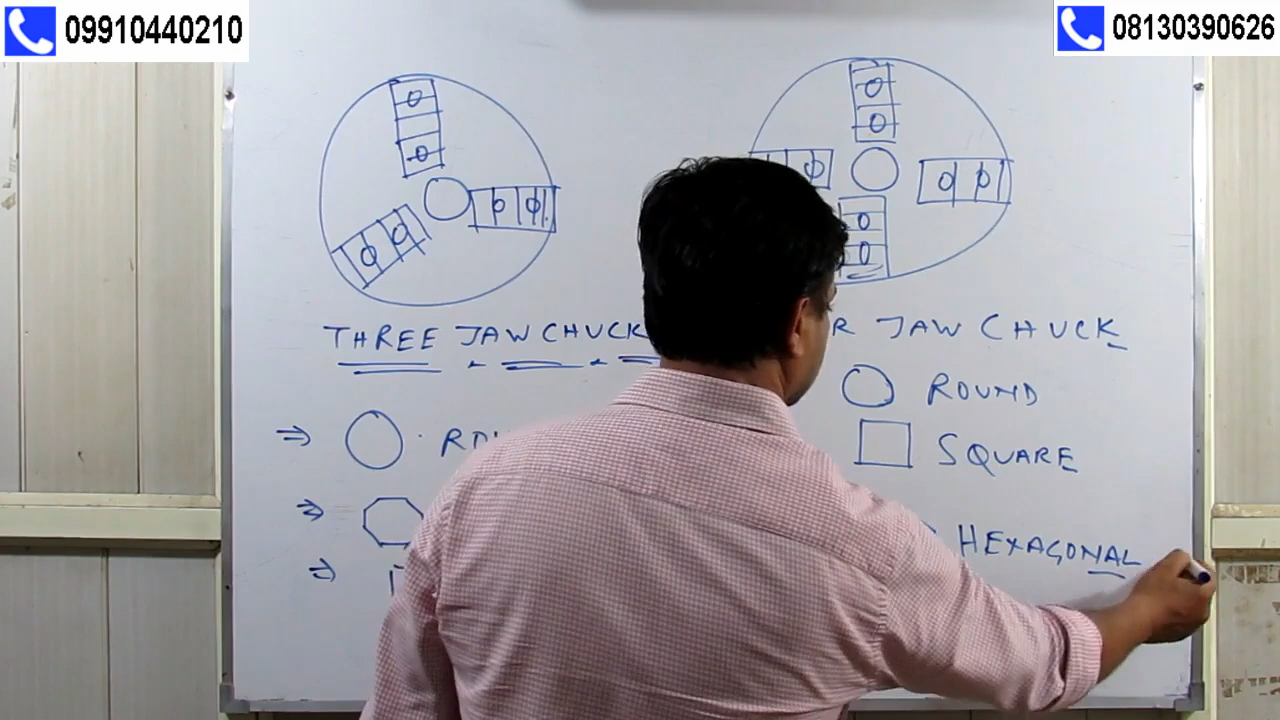 09910440210
08130390626
THREE JAW CHUCK
JAW CHUCK
ROUND
SQUARE
HEXAGONAL